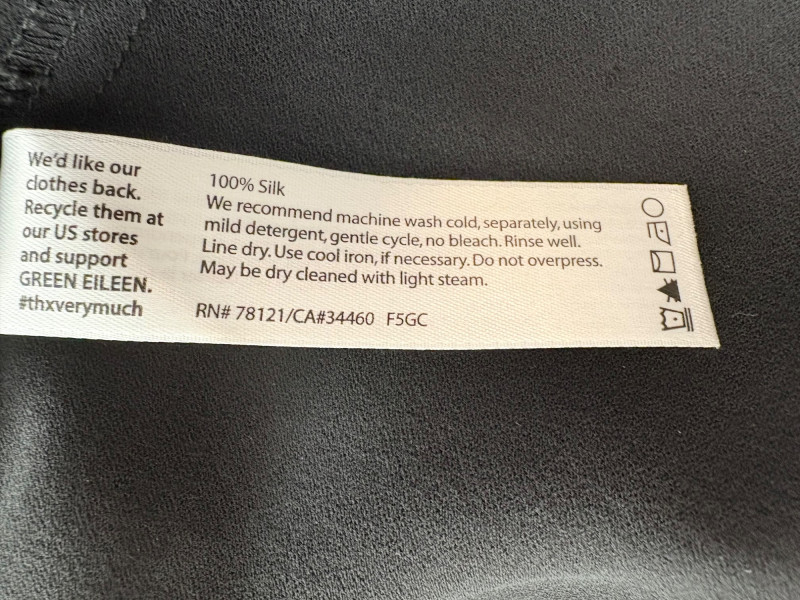 We'd like our
clothes back.
Recycle them at
our US stores
and support
GREEN EILEEN.
#thxverymuch
100% Silk
We recommend machine wash cold, separately, using
mild detergent, gentle cycle, no bleach. Rinse well.
Line dry. Use cool iron, if necessary. Do not overpress.
May be dry cleaned with light steam.
RN# 78121/CA#34460 F5GC